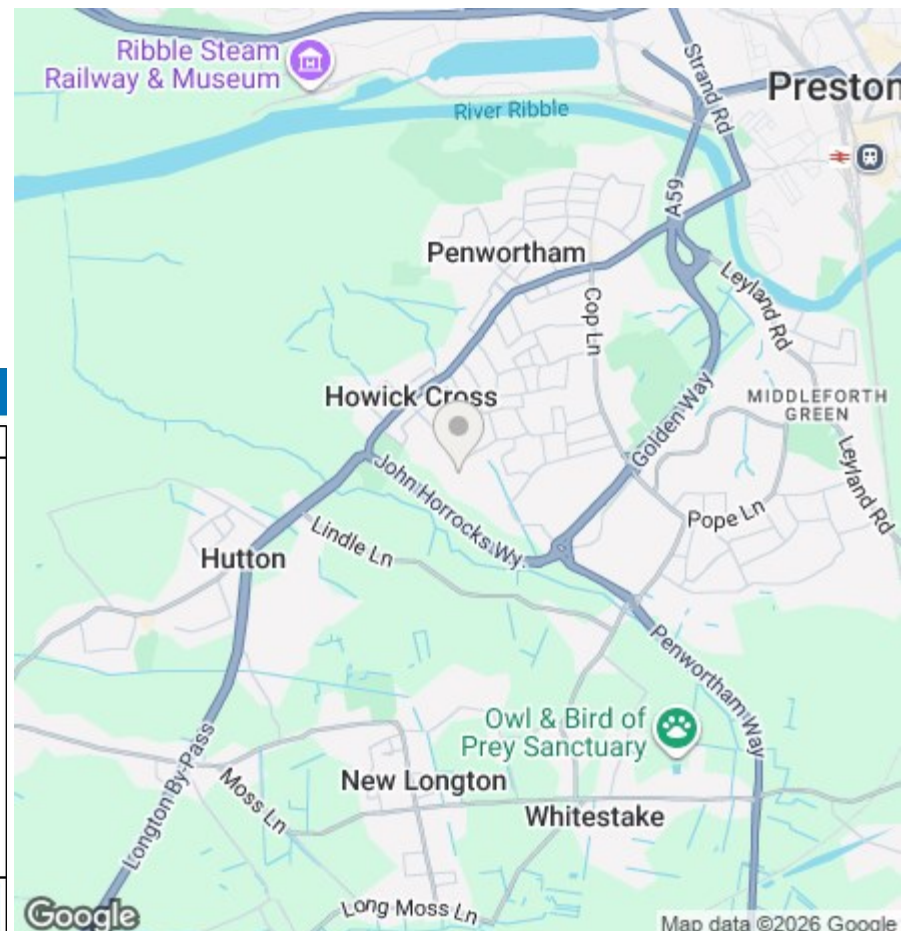 Ribble Steam
Railway & Museum
Strand Rd
Preston
River Ribble
A59
Penwortham
Leyland Rd
Cop Ln
Howick Cross
MIDDLEFORTH
GREEN
Golden Way
Leyland Rd
John Horrocks Wy.
Pope Ln
Lindle Ln
Hutton
Penwortham Way
Owl & Bird of
Prey Sanctuary
New Longton
Longton By-Pass
Moss Ln
Whitestake
Long Moss Ln
Google
Map data ©2026 Google